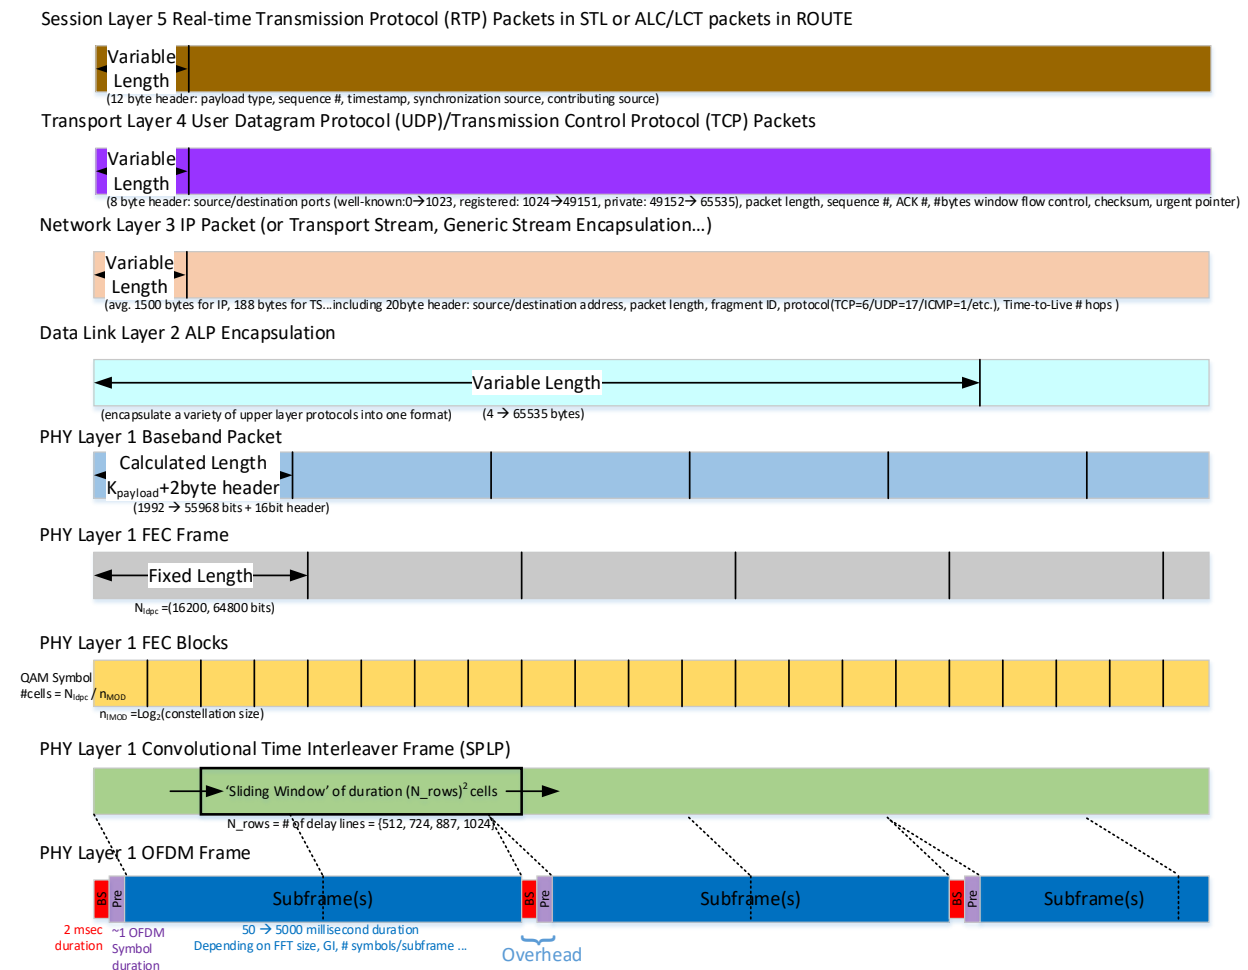 Session Layer 5 Real-time Transmission Protocol (RTP) Packets in STL or ALC/LCT packets in ROUTE
Variable
Length
(12 byte header: payload type, sequence #, timestamp, synchronization source, contributing source)
Transport Layer 4 User Datagram Protocol (UDP)/Transmission Control Protocol (TCP) Packets
Variable
Length
(8 byte header: source/destination ports (well-known:0→1023, registered: 1024→49151, private: 49152→ 65535), packet length, sequence #, ACK #, #bytes window flow control, checksum, urgent pointer)
Network Layer 3 IP Packet (or Transport Stream, Generic Stream Encapsulation...)
Variable
Length
(avg. 1500 bytes for IP, 188 bytes for TS...including 20byte header: source/destination address, packet length, fragment ID, protocol(TCP=6/UDP=17/ICMP=1/etc.), Time-to-Live # hops )
Data Link Layer 2 ALP Encapsulation
Variable Length
(encapsulate a variety of upper layer protocols into one format) (4 → 65535 bytes)
PHY Layer 1 Baseband Packet
Calculated Length
Kpayload+2byte header
(1992 → 55968 bits + 16bit header)
PHY Layer 1 FEC Frame
Fixed Length
Nldpc =(16200, 64800 bits)
PHY Layer 1 FEC Blocks
QAM Symbol
#cells = Nldpc / nMOD
nMOD =Log2(constellation size)
PHY Layer 1 Convolutional Time Interleaver Frame (SPLP)
‘Sliding Window’ of duration (N_rows)2 cells
N_rows = # of delay lines = {512, 724, 887, 1024}
PHY Layer 1 OFDM Frame
BS Pre Subframe(s) BS Pre Subframe(s) BS Pre Subframe(s)
2 msec
duration
~1 OFDM
Symbol
duration
50 → 5000 millisecond duration
Depending on FFT size, GI, # symbols/subframe ...
Overhead